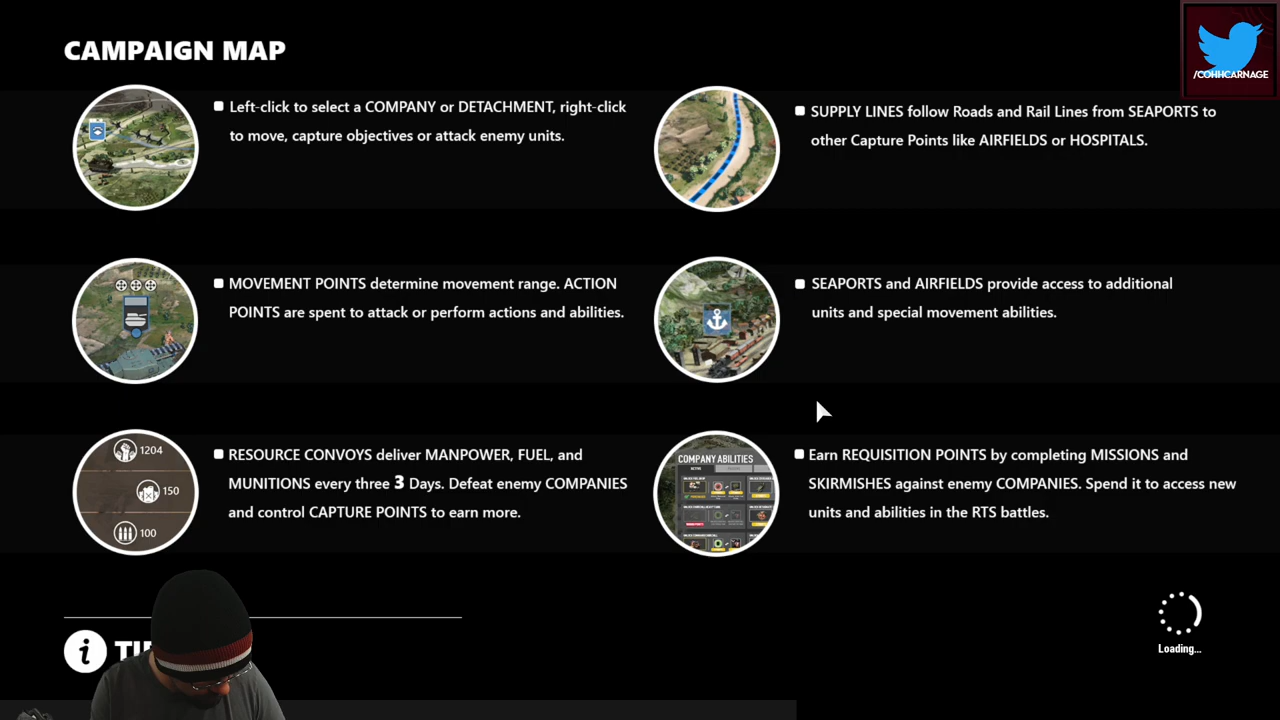 CAMPAIGN MAP
/COHHCARNAGE
Left-click to select a COMPANY or DETACHMENT, right-click
to move, capture objectives or attack enemy units.
SUPPLY LINES follow Roads and Rail Lines from SEAPORTS to
other Capture Points like AIRFIELDS or HOSPITALS.
MOVEMENT POINTS determine movement range. ACTION
POINTS are spent to attack or perform actions and abilities.
SEAPORTS and AIRFIELDS provide access to additional
units and special movement abilities.
1204
150
100
RESOURCE CONVOYS deliver MANPOWER, FUEL, and
MUNITIONS every three 3 Days. Defeat enemy COMPANIES
and control CAPTURE POINTS to earn more.
COMPANY ABILITIES
Earn REQUISITION POINTS by completing MISSIONS and
SKIRMISHES against enemy COMPANIES. Spend it to access new
units and abilities in the RTS battles.
Loading...